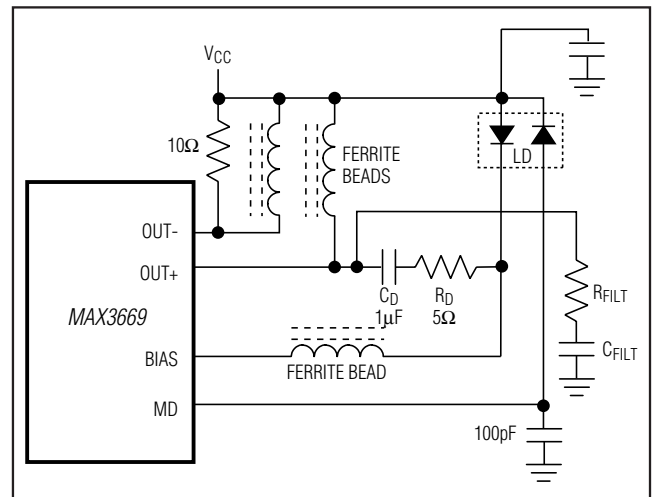 VCC
10Ω
FERRITE
BEADS
LD
OUT-
OUT+
CD
1µF
RD
5Ω
RFILT
CFILT
MAX3669
BIAS
FERRITE BEAD
MD
100pF